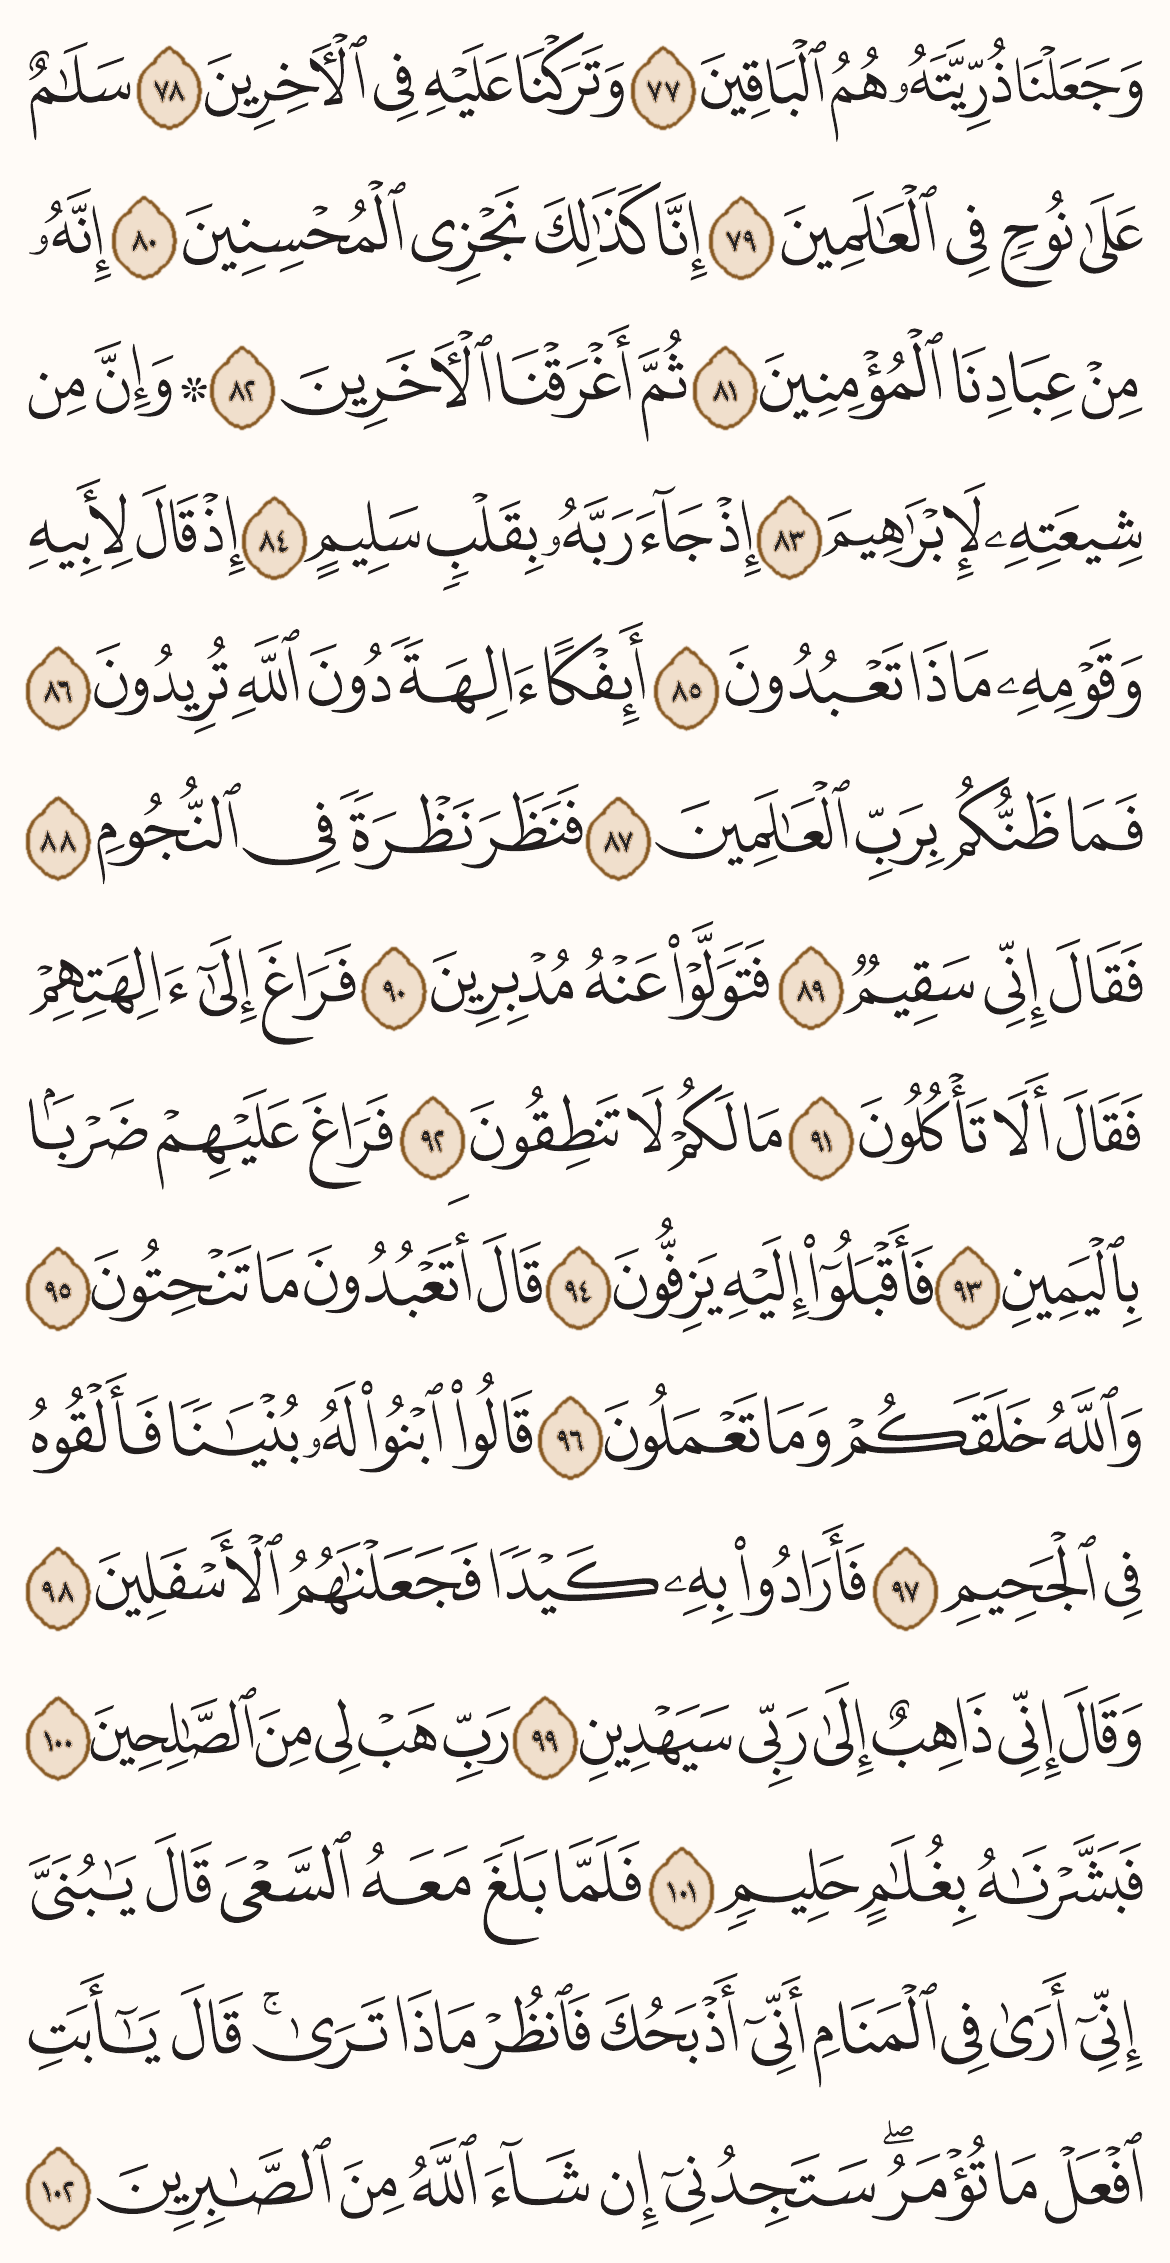 وَجَعَلۡنَا ذُرِّيَّتَهُۥ هُمُ ٱلۡبَاقِينَ ٧٧ وَتَرَكۡنَا عَلَيۡهِ فِي ٱلۡأٓخِرِينَ ٧٨ سَلَٰمٌ
عَلَىٰ نُوحٖ فِي ٱلۡعَٰلَمِينَ ٧٩ إِنَّا كَذَٰلِكَ نَجۡزِي ٱلۡمُحۡسِنِينَ ٨٠ إِنَّهُۥ
مِنۡ عِبَادِنَا ٱلۡمُؤۡمِنِينَ ٨١ ثُمَّ أَغۡرَقۡنَا ٱلۡأٓخَرِينَ ٨٢ ۞ وَإِنَّ مِن
شِيعَتِهِۦ لَإِبۡرَٰهِيمَ ٨٣ إِذۡ جَآءَ رَبَّهُۥ بِقَلۡبٖ سَلِيمٍ ٨٤ إِذۡ قَالَ لِأَبِيهِ
وَقَوۡمِهِۦ مَاذَا تَعۡبُدُونَ ٨٥ أَئِفۡكًا ءَالِهَةٗ دُونَ ٱللَّهِ تُرِيدُونَ ٨٦
فَمَا ظَنُّكُم بِرَبِّ ٱلۡعَٰلَمِينَ ٨٧ فَنَظَرَ نَظۡرَةٗ فِي ٱلنُّجُومِ ٨٨
فَقَالَ إِنِّي سَقِيمٞ ٨٩ فَتَوَلَّوۡاْ عَنۡهُ مُدۡبِرِينَ ٩٠ فَرَاغَ إِلَىٰٓ ءَالِهَتِهِمۡ
فَقَالَ أَلَا تَأۡكُلُونَ ٩١ مَا لَكُمۡ لَا تَنطِقُونَ ٩٢ فَرَاغَ عَلَيۡهِمۡ ضَرۡبَۢا
بِٱلۡيَمِينِ ٩٣ فَأَقۡبَلُوٓاْ إِلَيۡهِ يَزِفُّونَ ٩٤ قَالَ أَتَعۡبُدُونَ مَا تَنۡحِتُونَ ٩٥
وَٱللَّهُ خَلَقَكُمۡ وَمَا تَعۡمَلُونَ ٩٦ قَالُواْ ٱبۡنُواْ لَهُۥ بُنۡيَٰنٗا فَأَلۡقُوهُ
فِي ٱلۡجَحِيمِ ٩٧ فَأَرَادُواْ بِهِۦ كَيۡدٗا فَجَعَلۡنَٰهُمُ ٱلۡأَسۡفَلِينَ ٩٨
وَقَالَ إِنِّي ذَاهِبٌ إِلَىٰ رَبِّي سَيَهۡدِينِ ٩٩ رَبِّ هَبۡ لِي مِنَ ٱلصَّٰلِحِينَ ١٠٠
فَبَشَّرۡنَٰهُ بِغُلَٰمٍ حَلِيمٖ ١٠١ فَلَمَّا بَلَغَ مَعَهُ ٱلسَّعۡيَ قَالَ يَٰبُنَيَّ
إِنِّيٓ أَرَىٰ فِي ٱلۡمَنَامِ أَنِّيٓ أَذۡبَحُكَ فَٱنظُرۡ مَاذَا تَرَىٰۚ قَالَ يَٰٓأَبَتِ
ٱفۡعَلۡ مَا تُؤۡمَرُۖ سَتَجِدُنِيٓ إِن شَآءَ ٱللَّهُ مِنَ ٱلصَّٰبِرِينَ ١٠٢